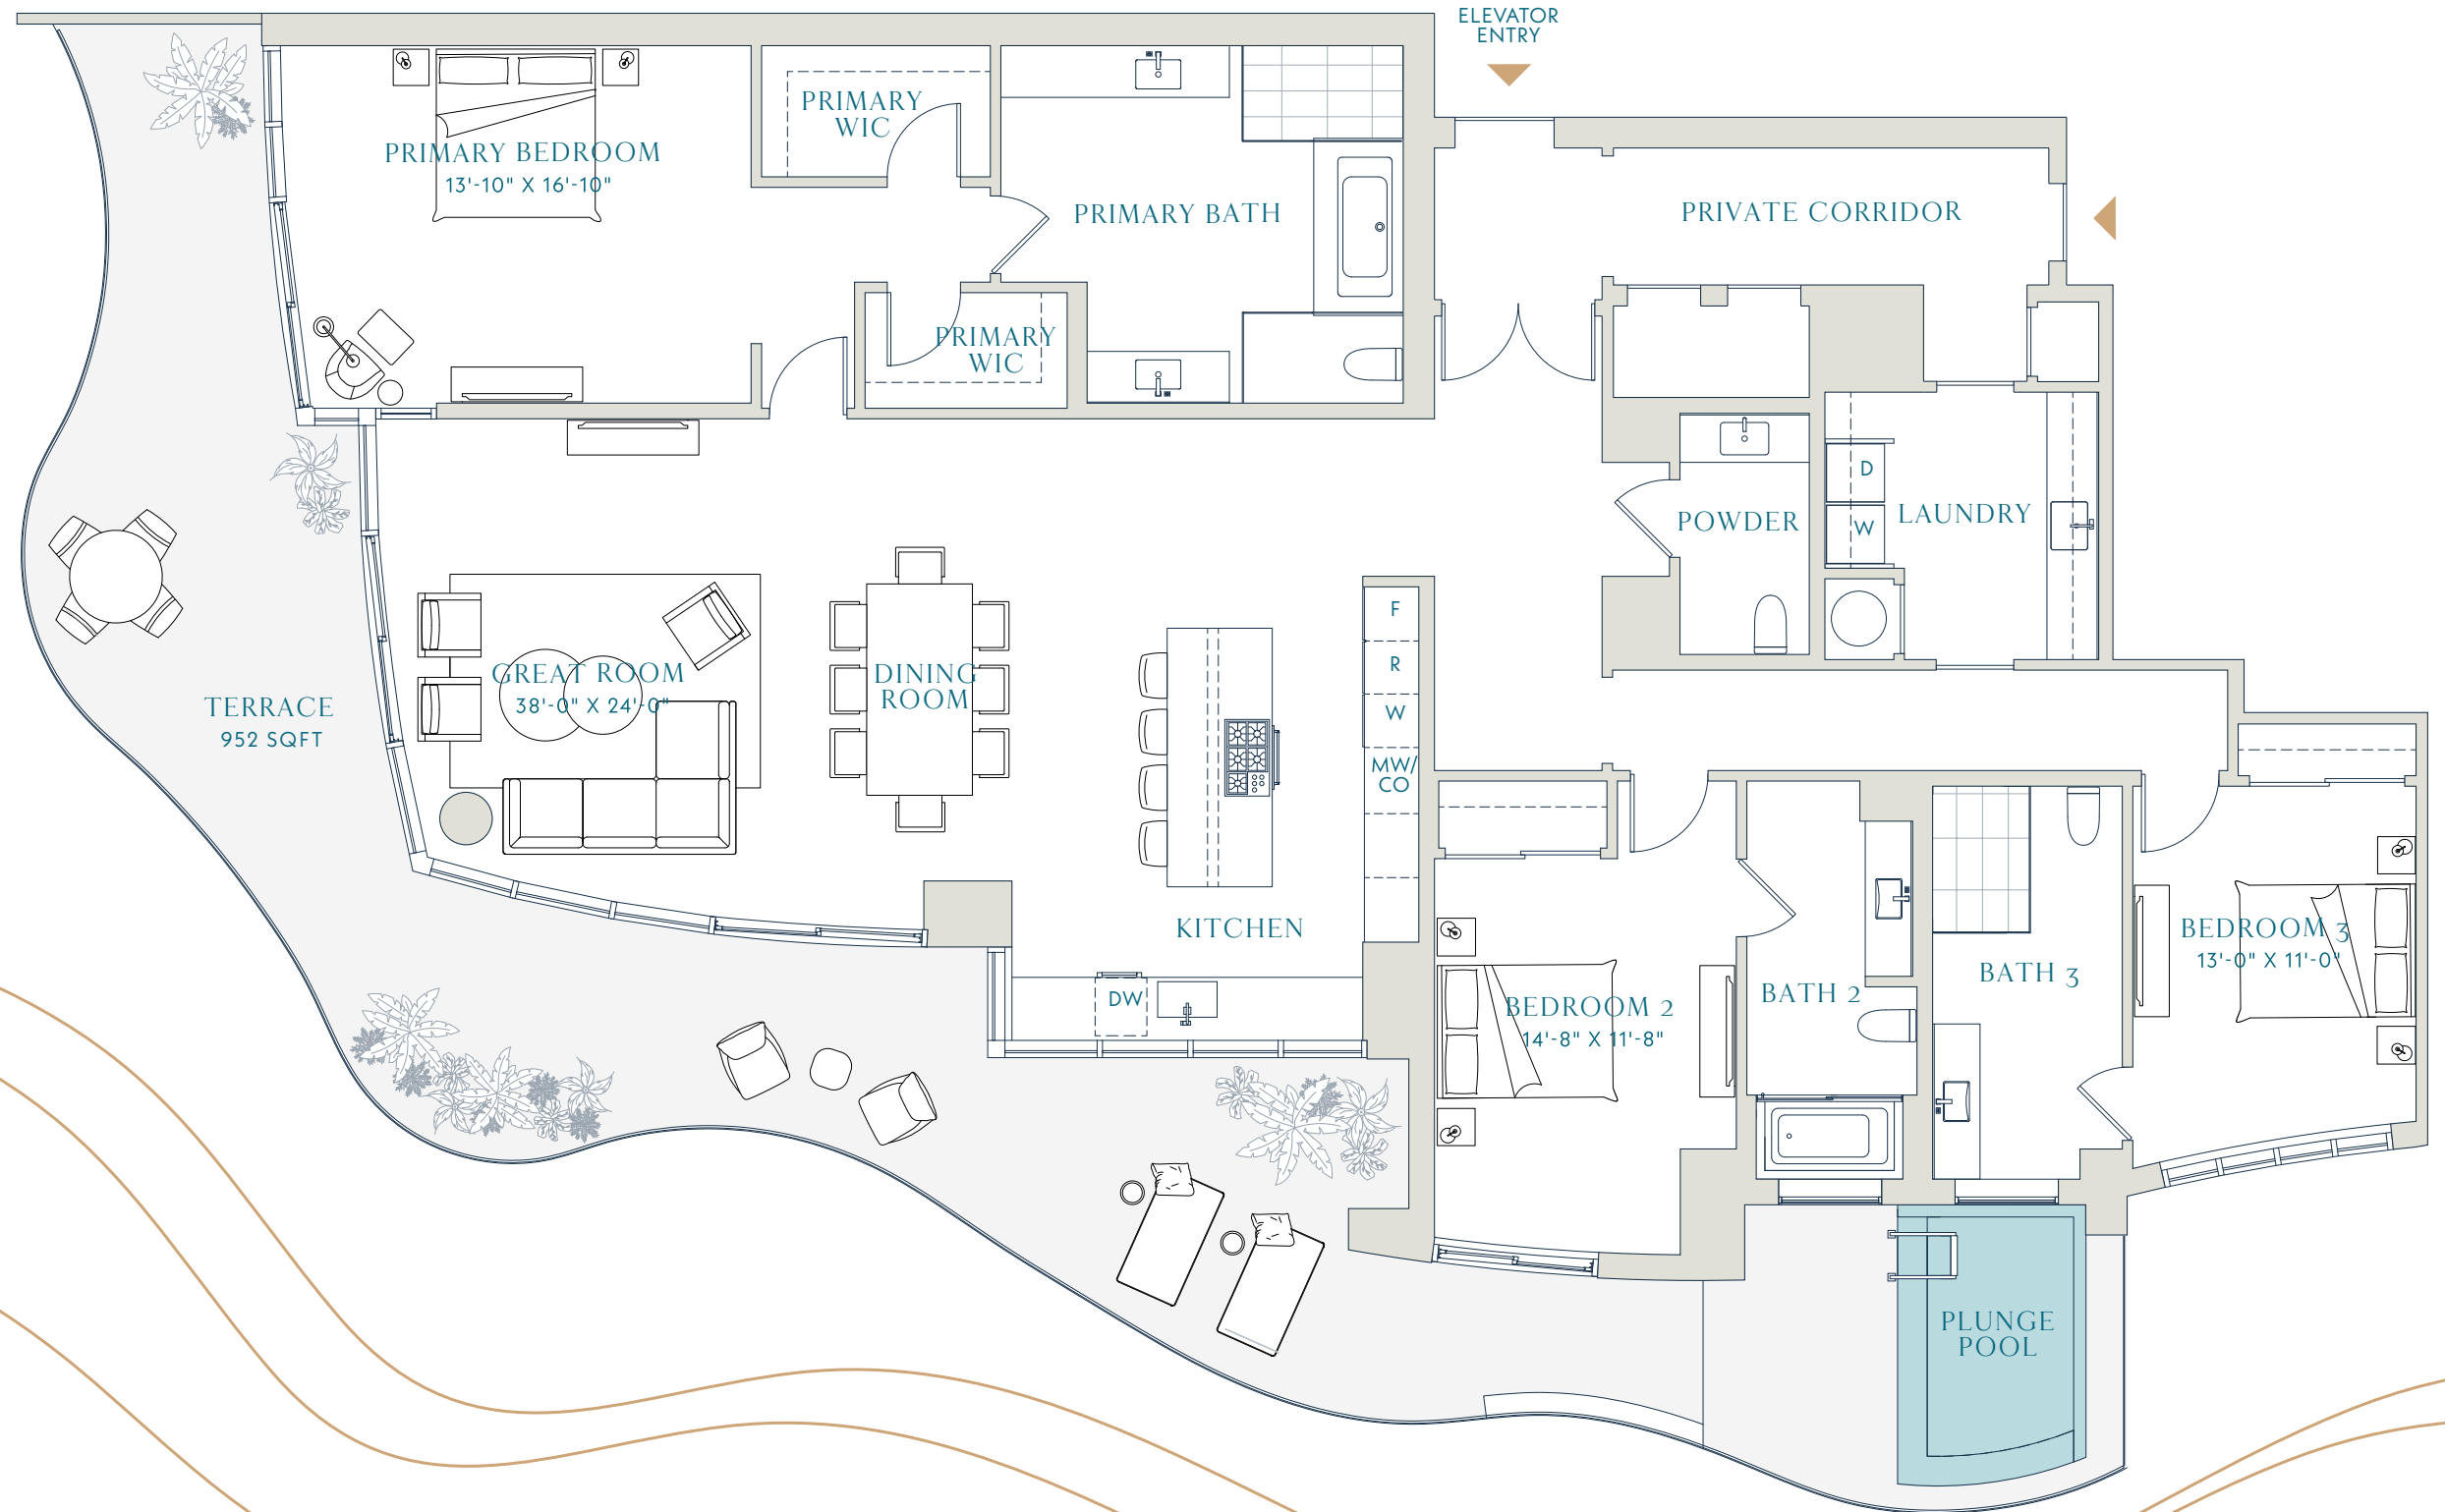 ELEVATOR
ENTRY
PRIMARY
WIC
PRIMARY BEDROOM
13'-10" X 16'-10"
PRIMARY BATH
PRIVATE CORRIDOR
PRIMARY
WIC
D
W
LAUNDRY
POWDER
F
R
W
MW/
CO
GREAT ROOM
38'-0" X 24'-0"
DINING
ROOM
TERRACE
952 SQFT
KITCHEN
DW
BEDROOM 2
14'-8" X 11'-8"
BATH 2
BATH 3
BEDROOM 3
13'-0" X 11'-0"
PLUNGE
POOL